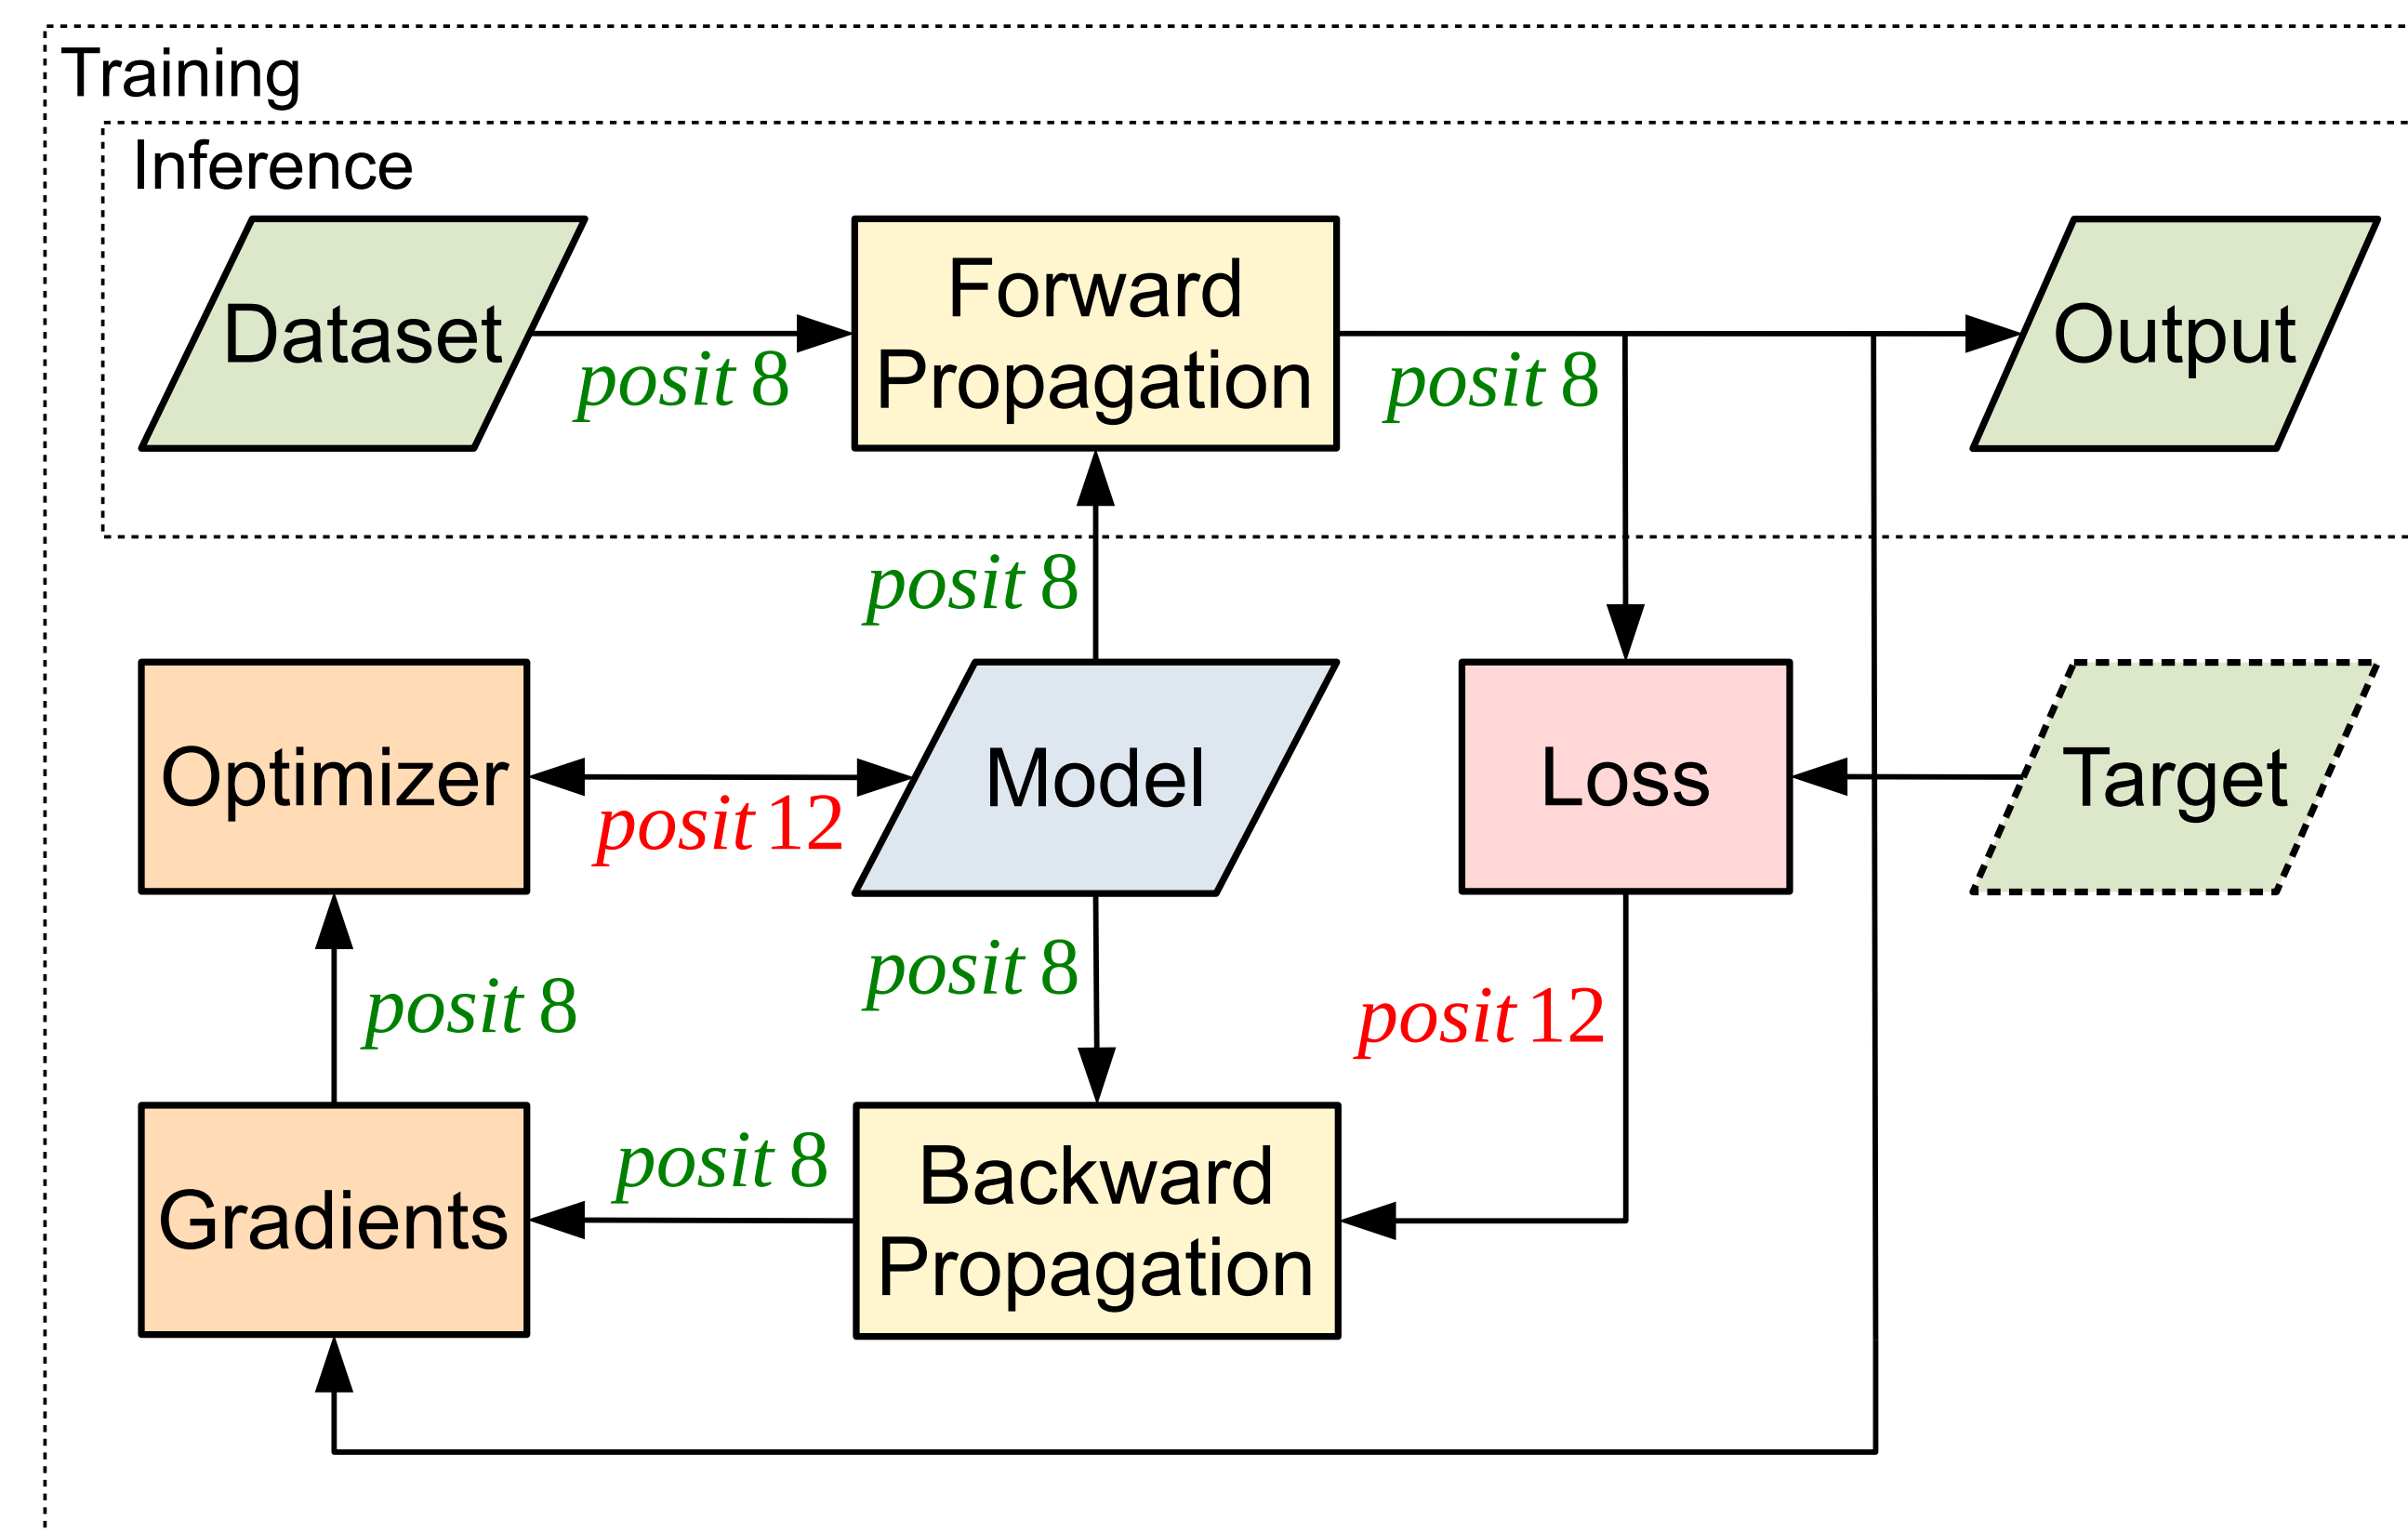 Training
Inference
Dataset
posit 8
Forward
Propagation
posit 8
Output
posit 8
Optimizer
posit 12
Model
Loss
Target
posit 8
posit 8
posit 12
Gradients
posit 8
Backward
Propagation